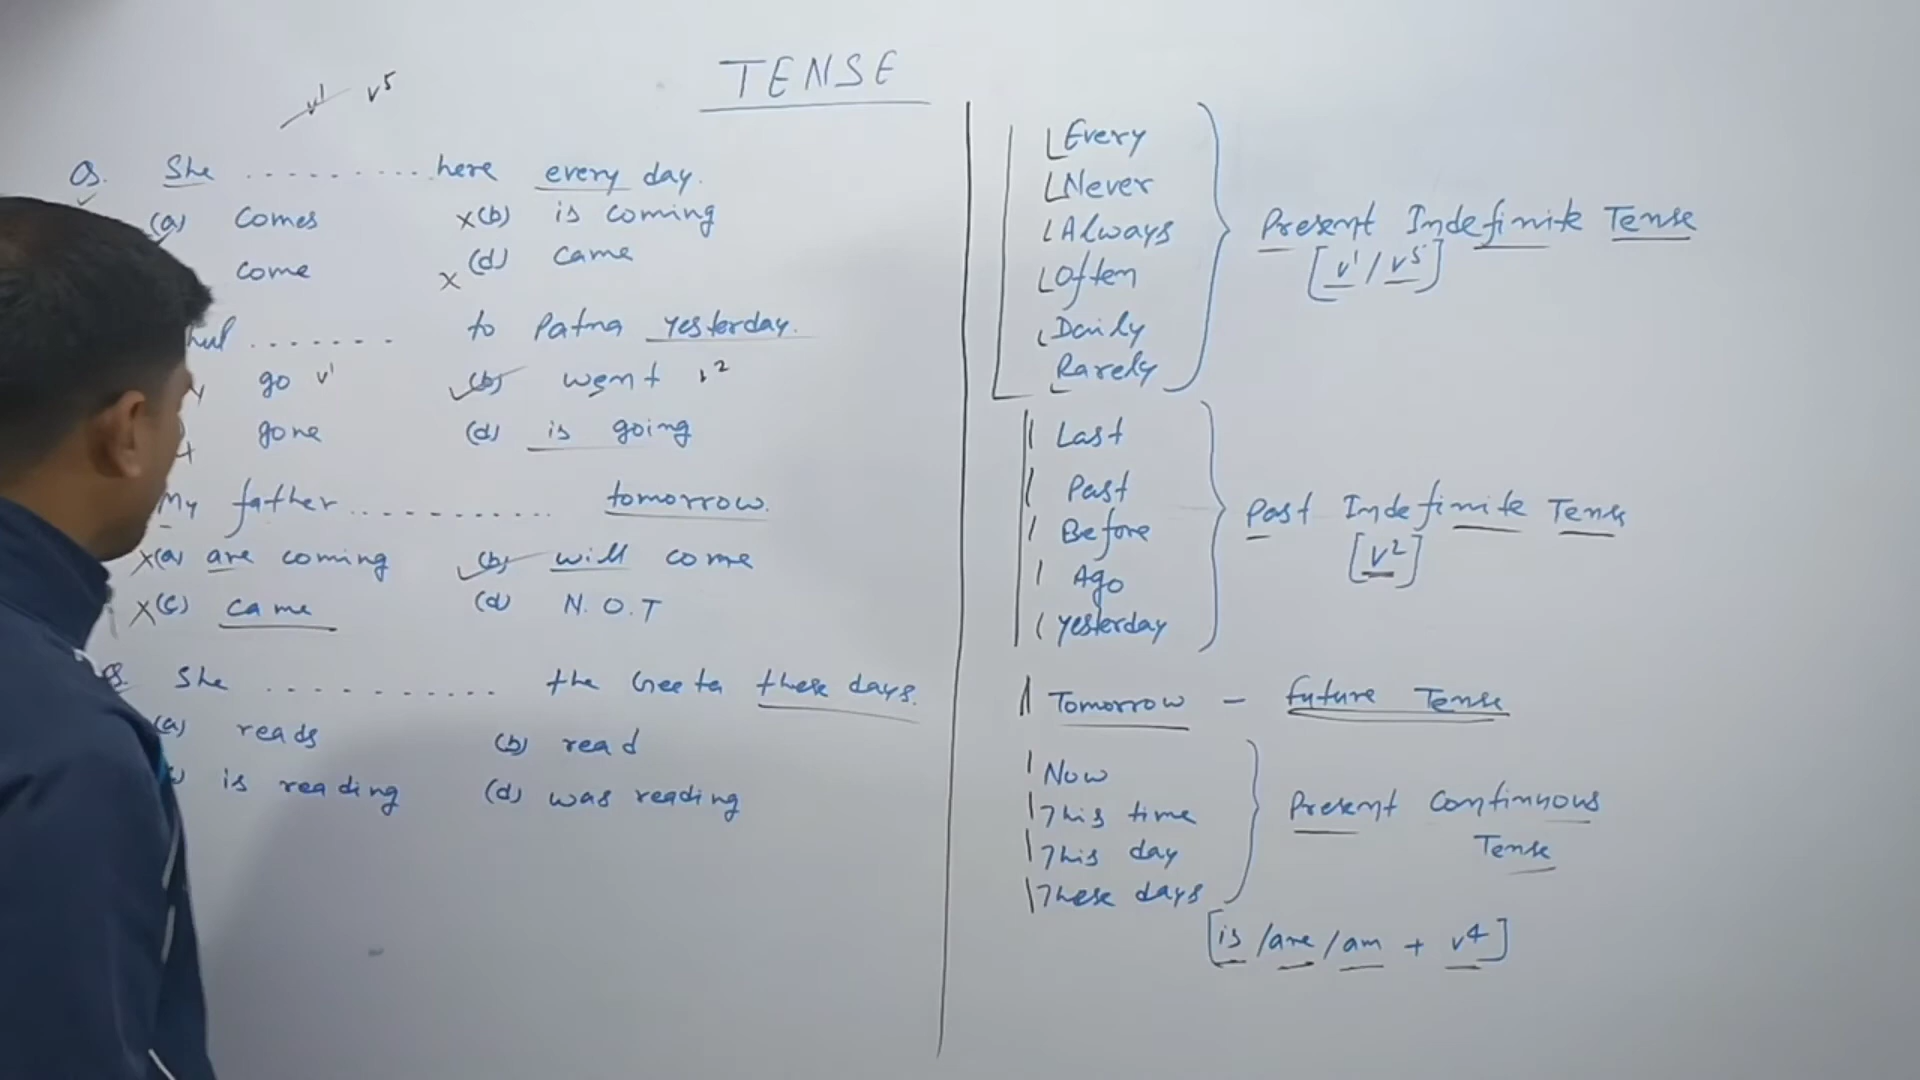 TENSE
v1 v5
Q. She .......... here every day.
(a) comes (b) is coming
come (d) came
....... to Patna yesterday.
go v1 (b) went v2
gone (d) is going
My father ........... tomorrow.
(a) are coming (b) will come
(c) came (d) N.O.T
Q. She ............ the Geeta these days.
(a) reads (b) read
is reading (d) was reading
Every
Never
Always
Often
Daily
Rarely
Present Indefinite Tense
[v1/v5]
Last
Past
Before
Ago
yesterday
Past Indefinite Tense
[v2]
Tomorrow - future Tense
Now
This time
This day
These days
Present Continuous
Tense
[is/are/am + v4]